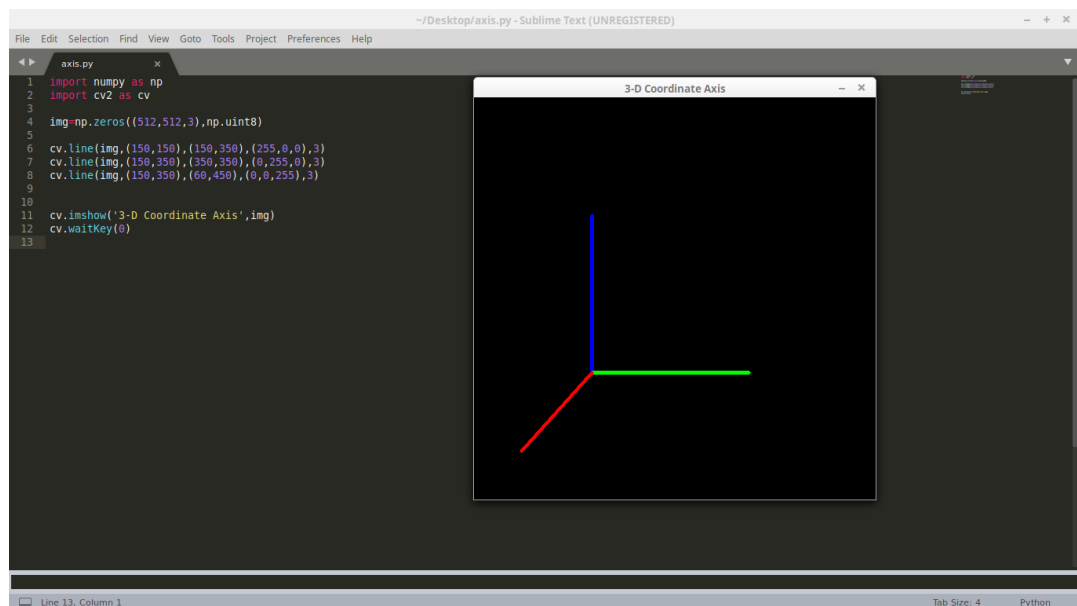 ~/Desktop/axis.py - Sublime Text (UNREGISTERED)
File Edit Selection Find View Goto Tools Project Preferences Help
axis.py
1 import numpy as np
2 import cv2 as cv
3
4 img=np.zeros((512,512,3),np.uint8)
5
6 cv.line(img,(150,150),(150,350),(255,0,0),3)
7 cv.line(img,(150,350),(350,350),(0,255,0),3)
8 cv.line(img,(150,350),(60,450),(0,0,255),3)
9
10
11 cv.imshow('3-D Coordinate Axis',img)
12 cv.waitKey(0)
13
3-D Coordinate Axis
Line 13, Column 1
Tab Size: 4
Python